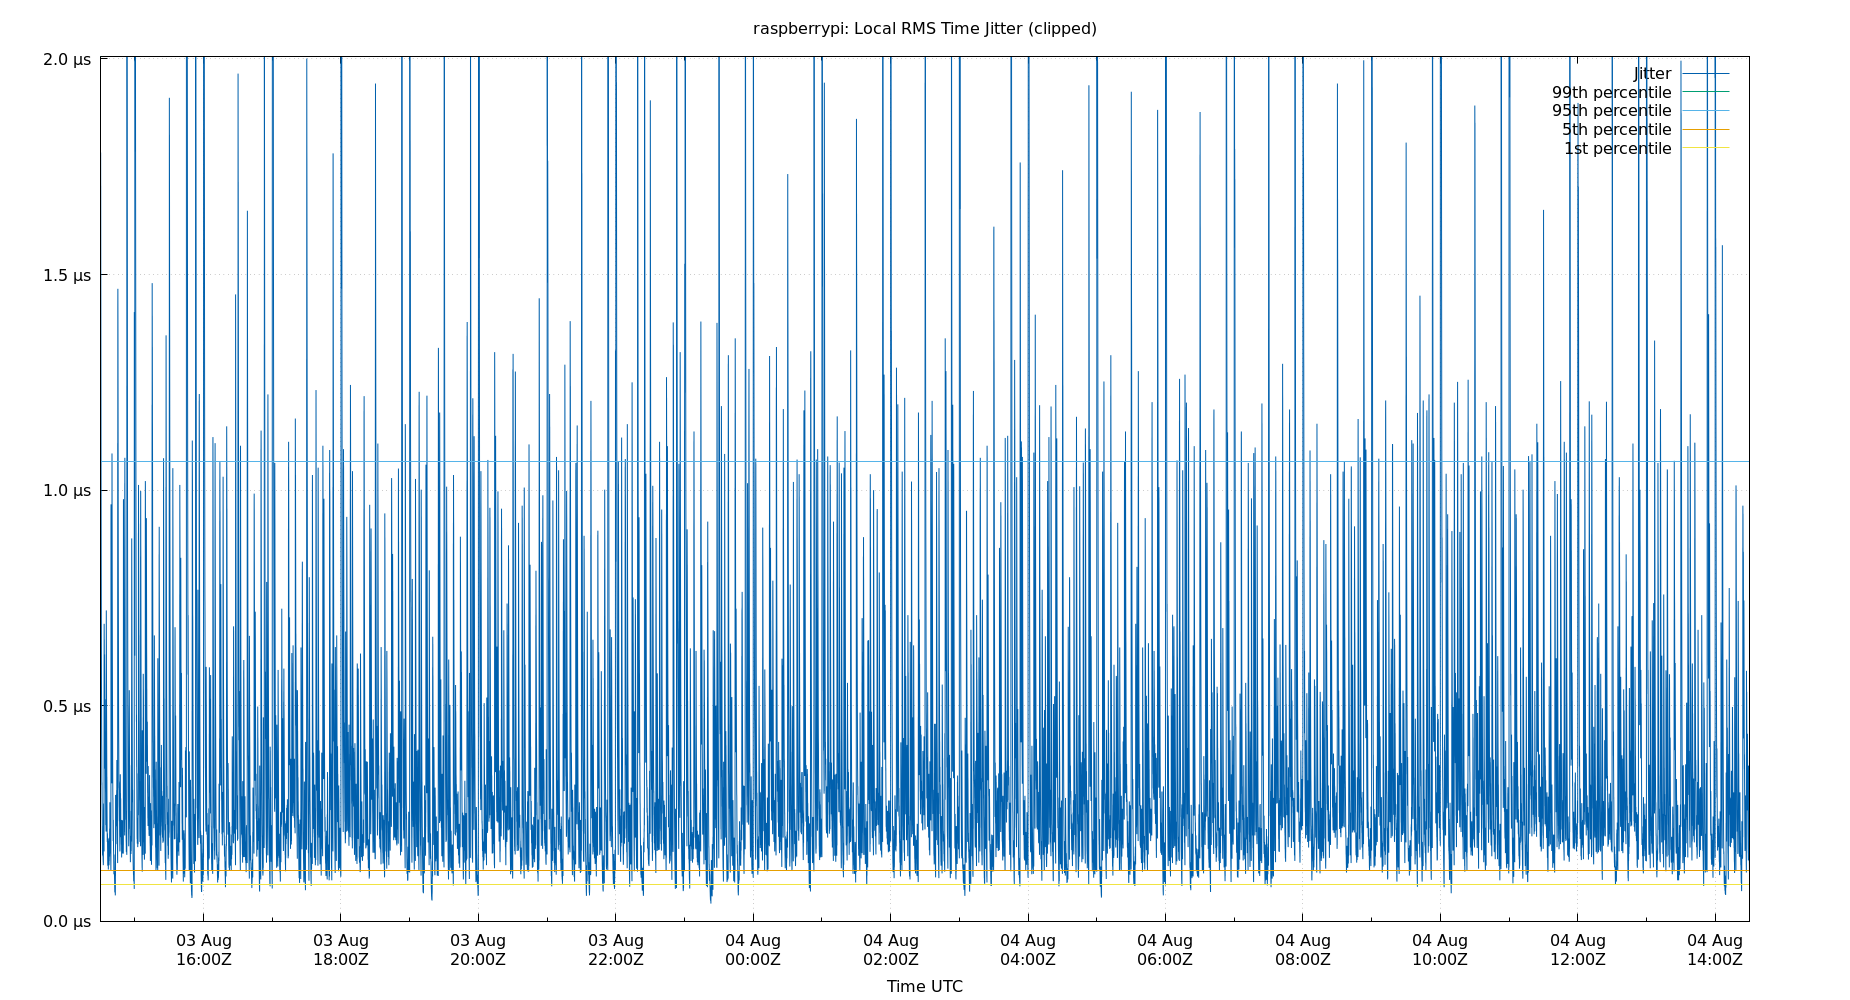 raspberrypi: Local RMS Time Jitter (clipped)
2.0 µs
1.5 µs
1.0 µs
0.5 µs
0.0 µs
Jitter
99th percentile
95th percentile
5th percentile
1st percentile
03 Aug 03 Aug 03 Aug 03 Aug 04 Aug 04 Aug 04 Aug 04 Aug 04 Aug 04 Aug 04 Aug 04 Aug
16:00Z 18:00Z 20:00Z 22:00Z 00:00Z 02:00Z 04:00Z 06:00Z 08:00Z 10:00Z 12:00Z 14:00Z
Time UTC